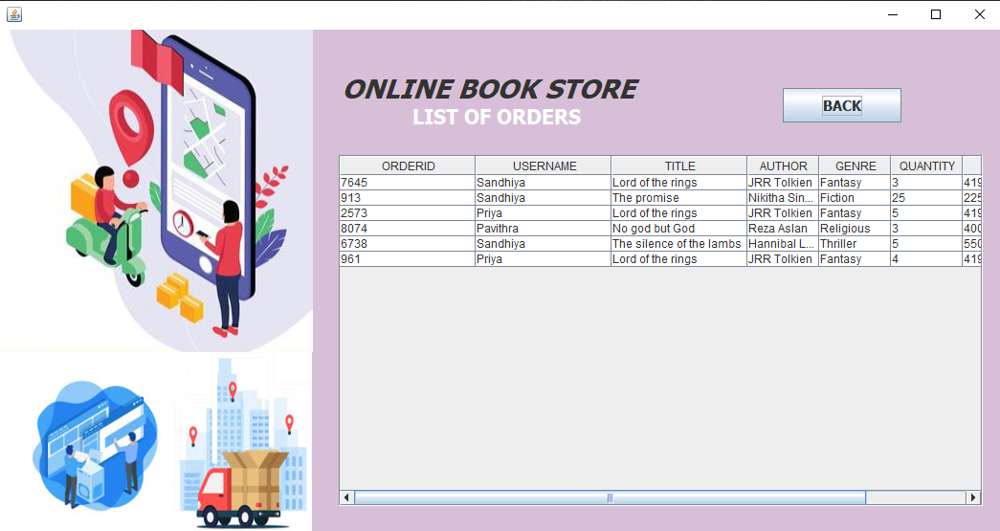 ONLINE BOOK STORE
LIST OF ORDERS
BACK
ORDERID USERNAME TITLE AUTHOR GENRE QUANTITY
7645 Sandhiya Lord of the rings JRR Tolkien Fantasy 3 419
913 Sandhiya The promise Nikitha Sin... Fiction 25 225
2573 Priya Lord of the rings JRR Tolkien Fantasy 5 419
8074 Pavithra No god but God Reza Aslan Religious 3 400
6738 Sandhiya The silence of the lambs Hannibal L... Thriller 5 550
961 Priya Lord of the rings JRR Tolkien Fantasy 4 419